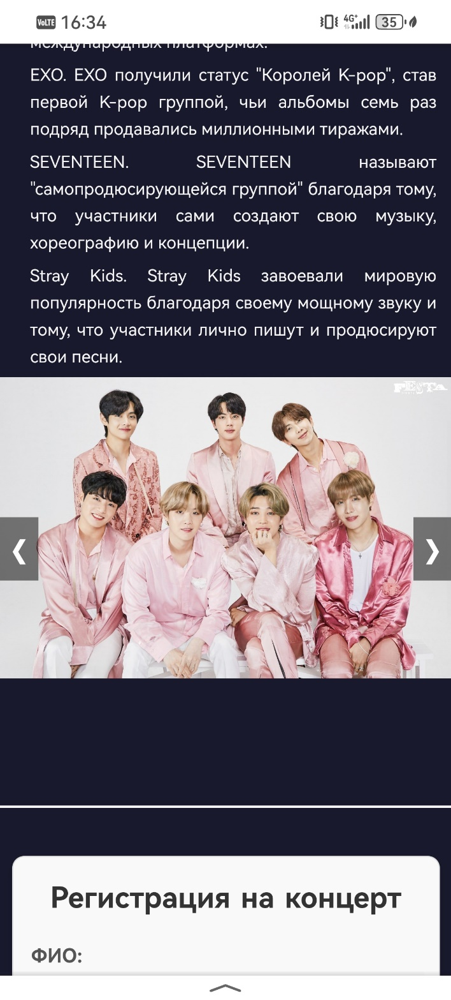 VoLTE 16:34 4G+ 35
международных платформах.
EXO. EXO получили статус "Королей K-pop", став
первой K-pop группой, чьи альбомы семь раз
подряд продавались миллионными тиражами.
SEVENTEEN. SEVENTEEN называют
"самопродюсирующейся группой" благодаря тому,
что участники сами создают свою музыку,
хореографию и концепции.
Stray Kids. Stray Kids завоевали мировую
популярность благодаря своему мощному звуку и
тому, что участники лично пишут и продюсируют
свои песни.
FESTA
❮ ❯
Регистрация на концерт
ФИО: